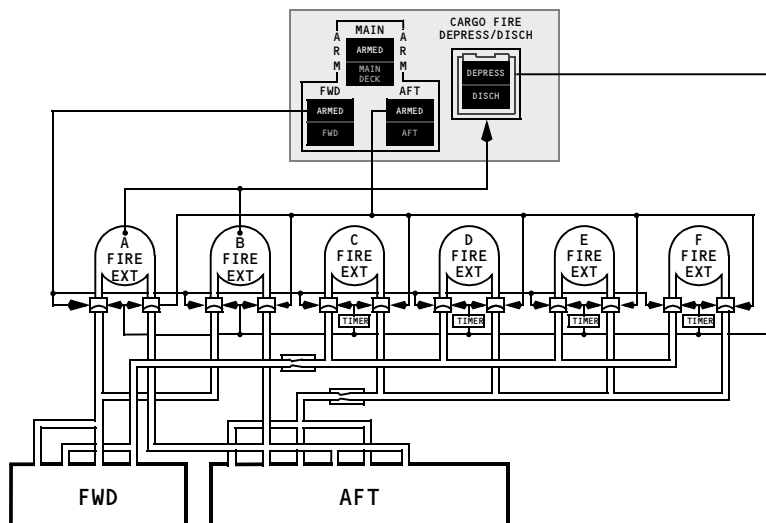 MAIN
CARGO FIRE
DEPRESS/DISCH
ARM
ARM
ARMED
MAIN
DECK
DEPRESS
DISCH
FWD
AFT
ARMED
FWD
ARMED
AFT
A
FIRE
EXT
B
FIRE
EXT
C
FIRE
EXT
D
FIRE
EXT
E
FIRE
EXT
F
FIRE
EXT
TIMER
TIMER
TIMER
TIMER
FWD
AFT